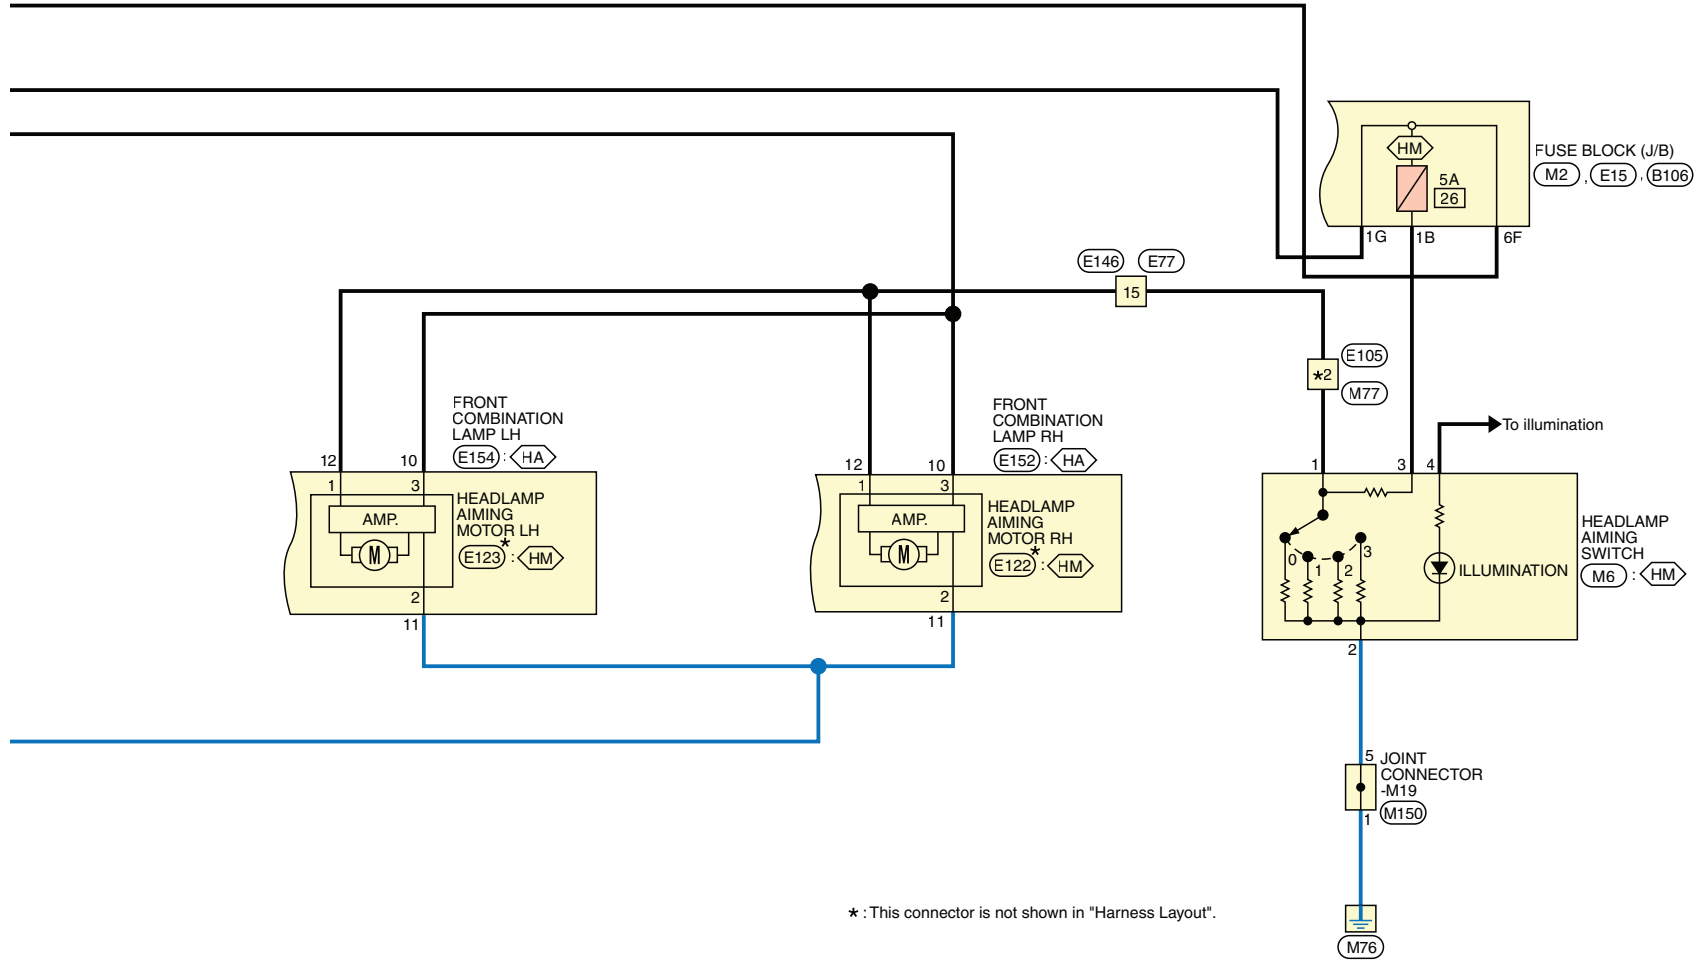 HM
5A
26
FUSE BLOCK (J/B)
M2 , E15 , B106
1G
1B
6F
E146
E77
15
E105
*2
M77
To illumination
FRONT
COMBINATION
LAMP LH
E154 : HA
12
10
1
3
AMP.
M
HEADLAMP
AIMING
MOTOR LH
*
E123 : HM
2
11
FRONT
COMBINATION
LAMP RH
E152 : HA
12
10
1
3
AMP.
M
HEADLAMP
AIMING
MOTOR RH
*
E122 : HM
2
11
1
3
4
0
1
2
3
ILLUMINATION
HEADLAMP
AIMING
SWITCH
M6 : HM
2
5
JOINT
CONNECTOR
-M19
M150
1
* : This connector is not shown in "Harness Layout".
M76